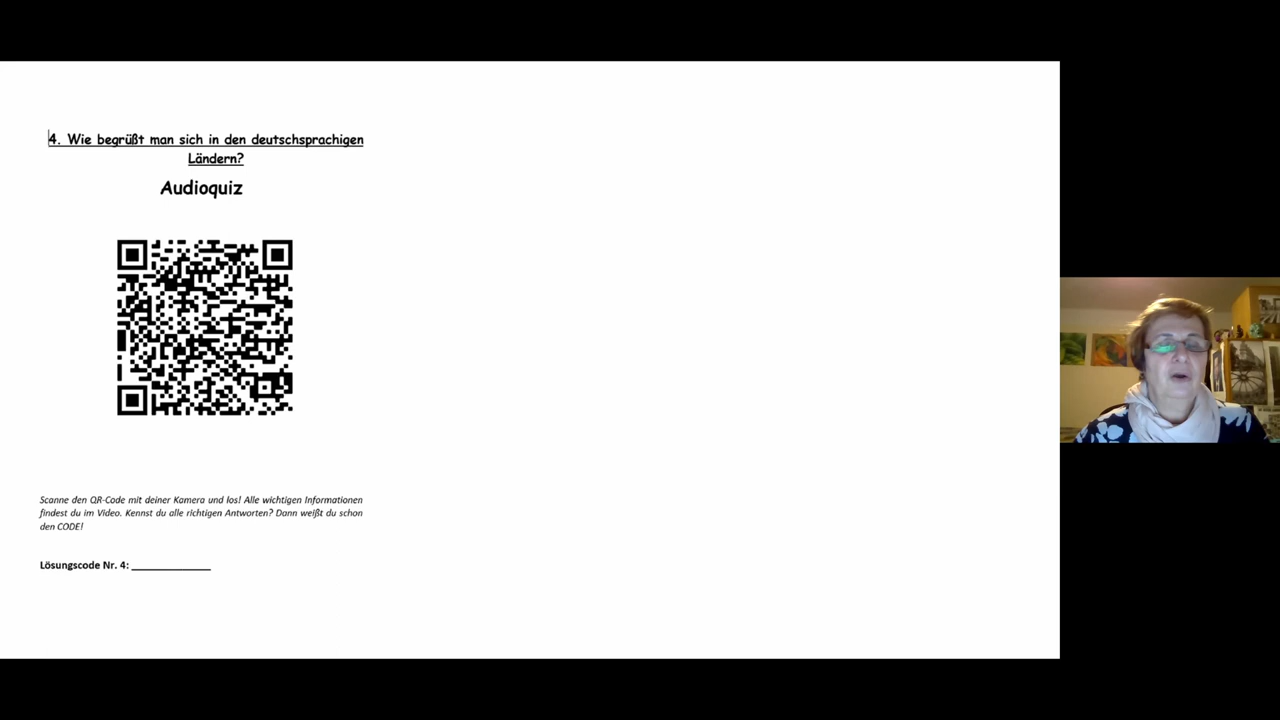 4. Wie begrüßt man sich in den deutschsprachigen
Ländern?
Audioquiz
Scanne den QR-Code mit deiner Kamera und los! Alle wichtigen Informationen
findest du im Video. Kennst du alle richtigen Antworten? Dann weißt du schon
den CODE!
Lösungscode Nr. 4: _______________